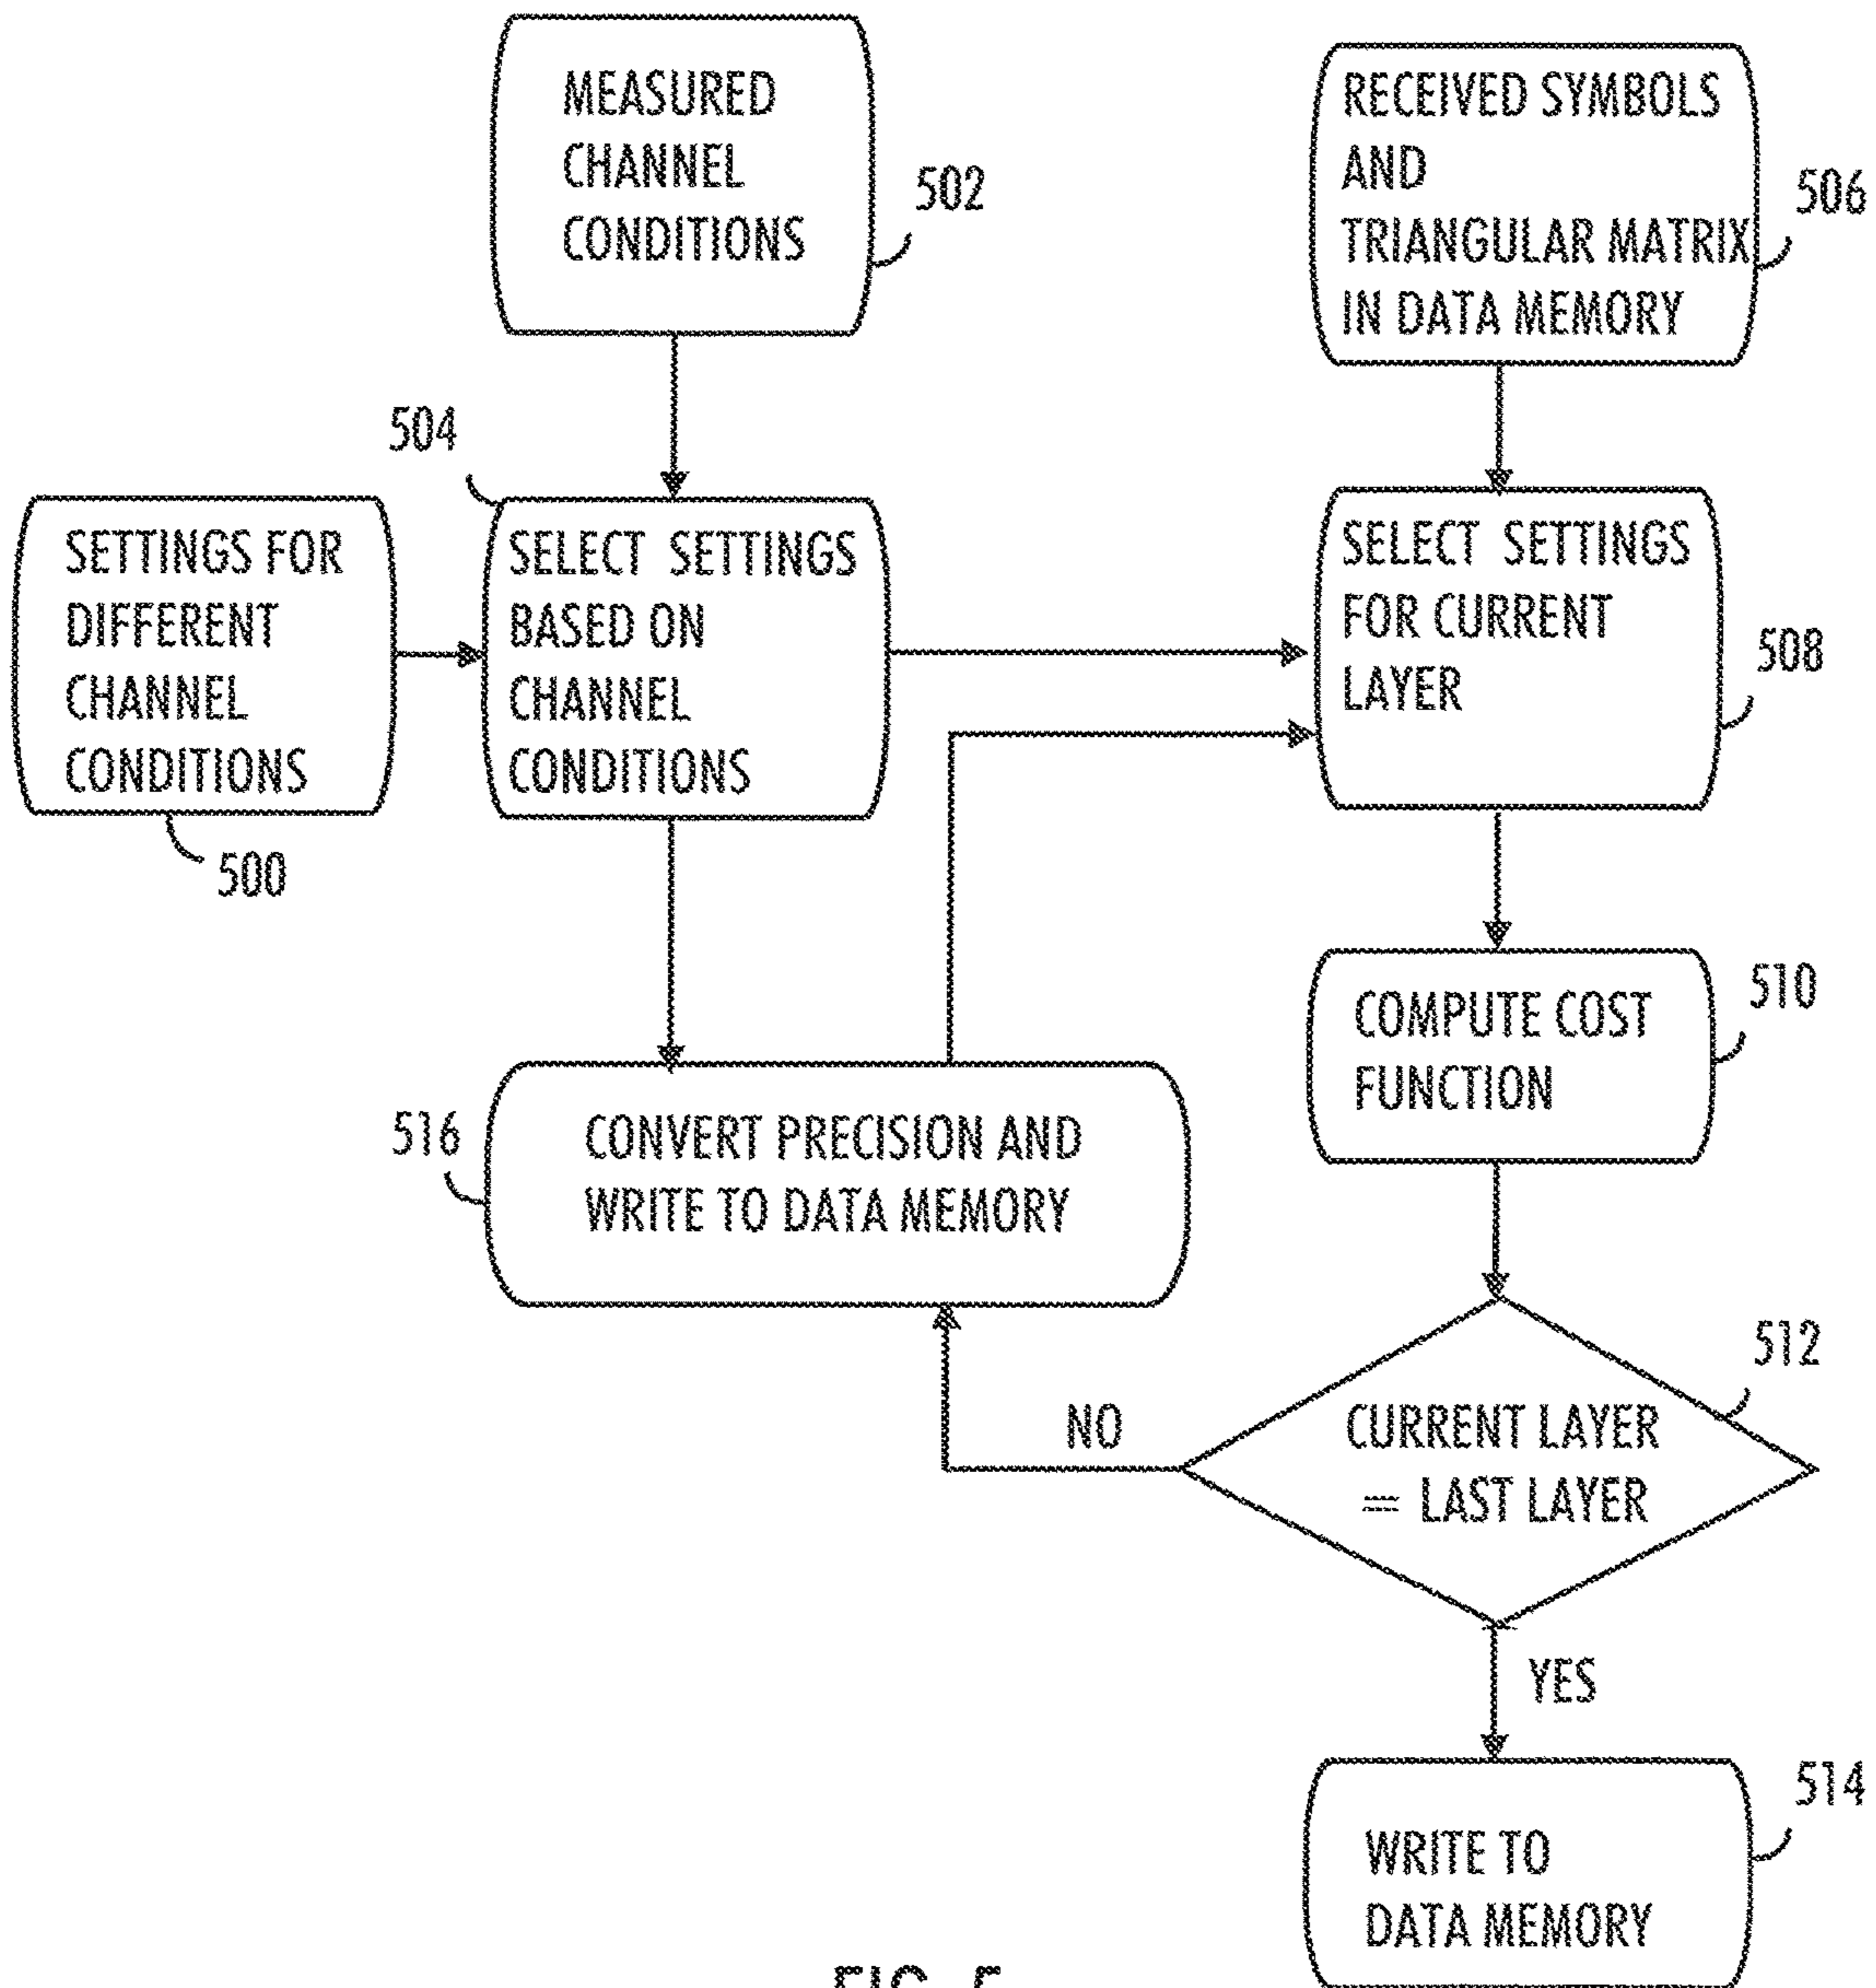 MEASURED
CHANNEL
CONDITIONS
502
RECEIVED SYMBOLS
AND
TRIANGULAR MATRIX
IN DATA MEMORY
506
504
SETTINGS FOR
DIFFERENT
CHANNEL
CONDITIONS
500
SELECT SETTINGS
BASED ON
CHANNEL
CONDITIONS
SELECT SETTINGS
FOR CURRENT
LAYER
508
COMPUTE COST
FUNCTION
510
516
CONVERT PRECISION AND
WRITE TO DATA MEMORY
512
CURRENT LAYER
= LAST LAYER
NO
YES
514
WRITE TO
DATA MEMORY
FIG. 5